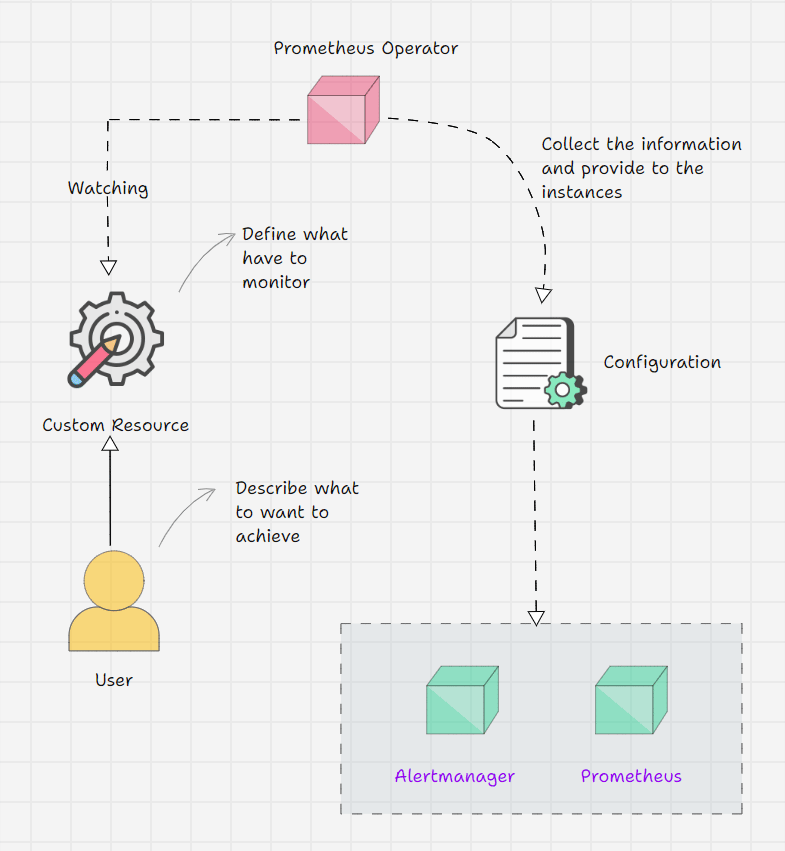 Prometheus Operator
Collect the information
and provide to the
instances
Watching
Define what
have to
monitor
Configuration
Custom Resource
Describe what
to want to
achieve
User
Alertmanager
Prometheus